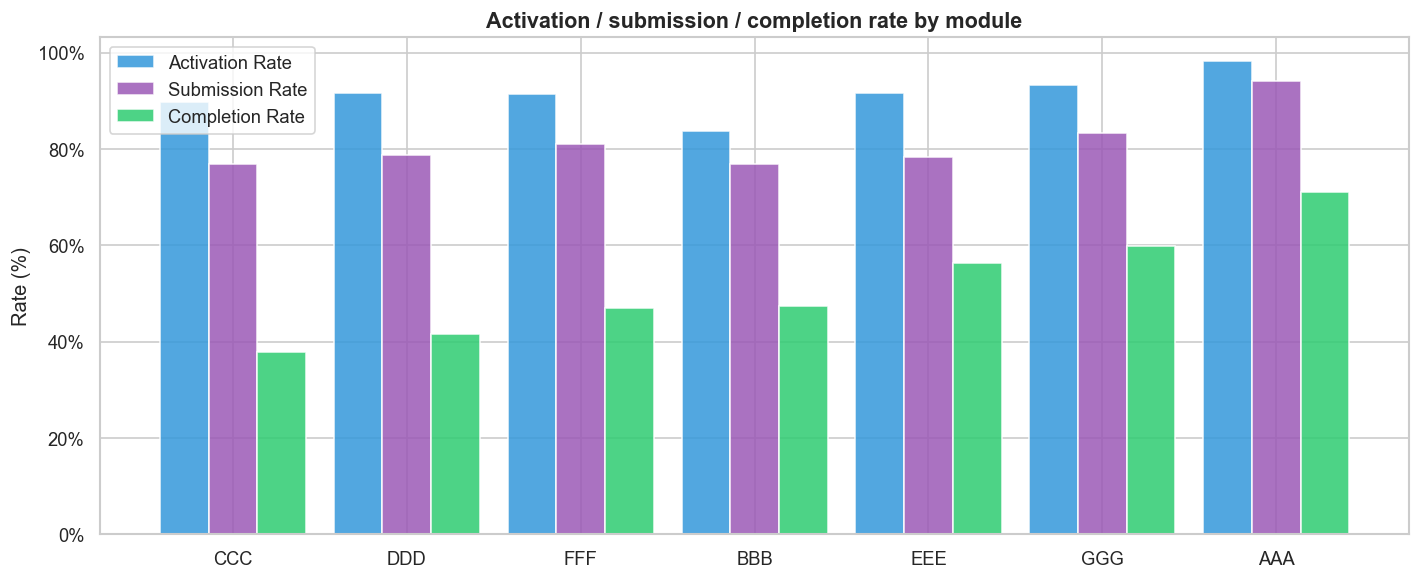 Activation / submission / completion rate by module
Activation Rate
Submission Rate
Completion Rate
Rate (%)
100%
80%
60%
40%
20%
0%
CCC DDD FFF BBB EEE GGG AAA